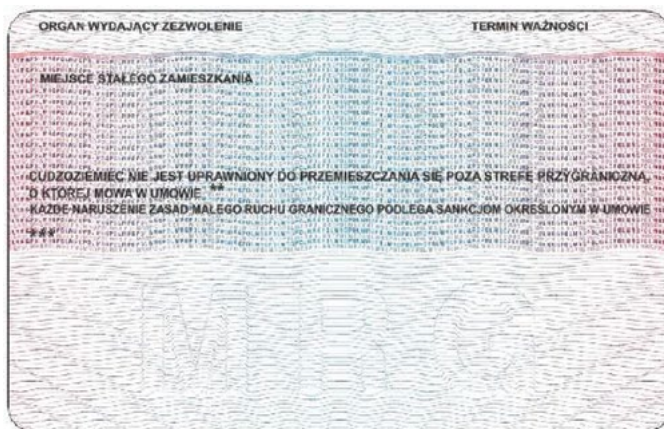 ORGAN WYDAJĄCY ZEZWOLENIE TERMIN WAŻNOŚCI
MIEJSCE STAŁEGO ZAMIESZKANIA
CUDZOZIEMIEC NIE JEST UPRAWNIONY DO PRZEMIESZCZANIA SIĘ POZA STREFĘ PRZYGRANICZNĄ,
O KTÓREJ MOWA W UMOWIE **
KAŻDE NARUSZENIE ZASAD MAŁEGO RUCHU GRANICZNEGO PODLEGA SANKCJOM OKREŚLONYM W UMOWIE
***
MRG